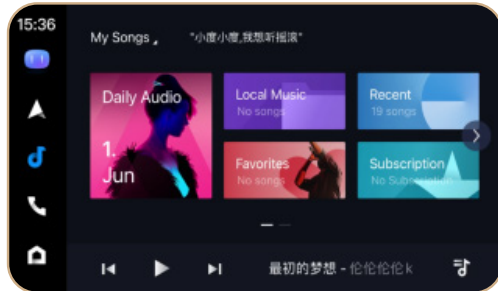 15:36
My Songs
"小度小度,我想听摇滚"
Daily Audio
1.
Jun
Local Music
No songs
Recent
19 songs
Favorites
No songs
Subscription
No Subscription
最初的梦想 - 伦伦伦伦k